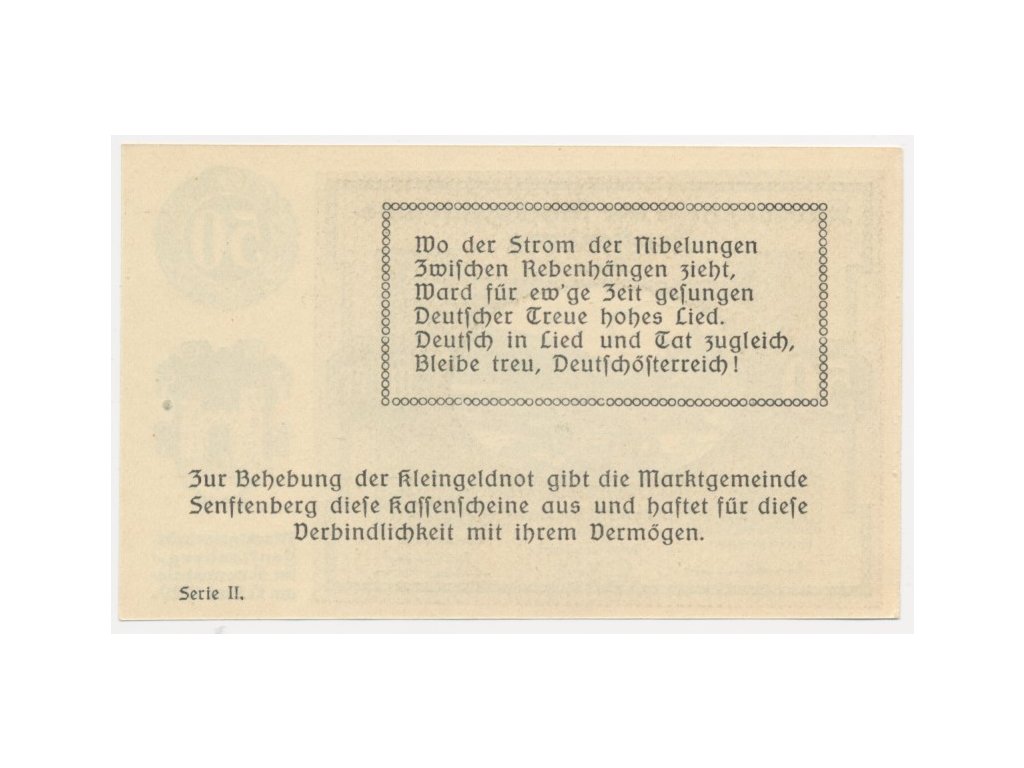 Wo der Strom der Nibelungen
Zwiſchen Rebenhängen zieht,
Ward für ew'ge Zeit geſungen
Deutſcher Treue hohes Lied.
Deutſch in Lied und Tat zugleich,
Bleibe treu, Deutſchöſterreich!
Zur Behebung der Kleingeldnot gibt die Marktgemeinde
Senftenberg dieſe Kaſſenſcheine aus und haftet für dieſe
Verbindlichkeit mit ihrem Vermögen.
Serie II.